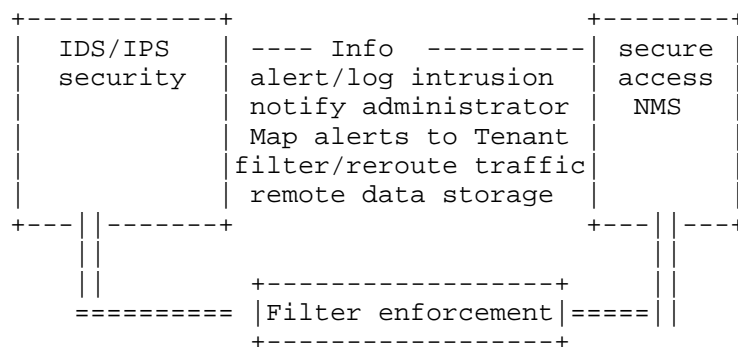 IDS/IPS ---- Info ---------- secure
security alert/log intrusion access
notify administrator NMS
Map alerts to Tenant
filter/reroute traffic
remote data storage
Filter enforcement